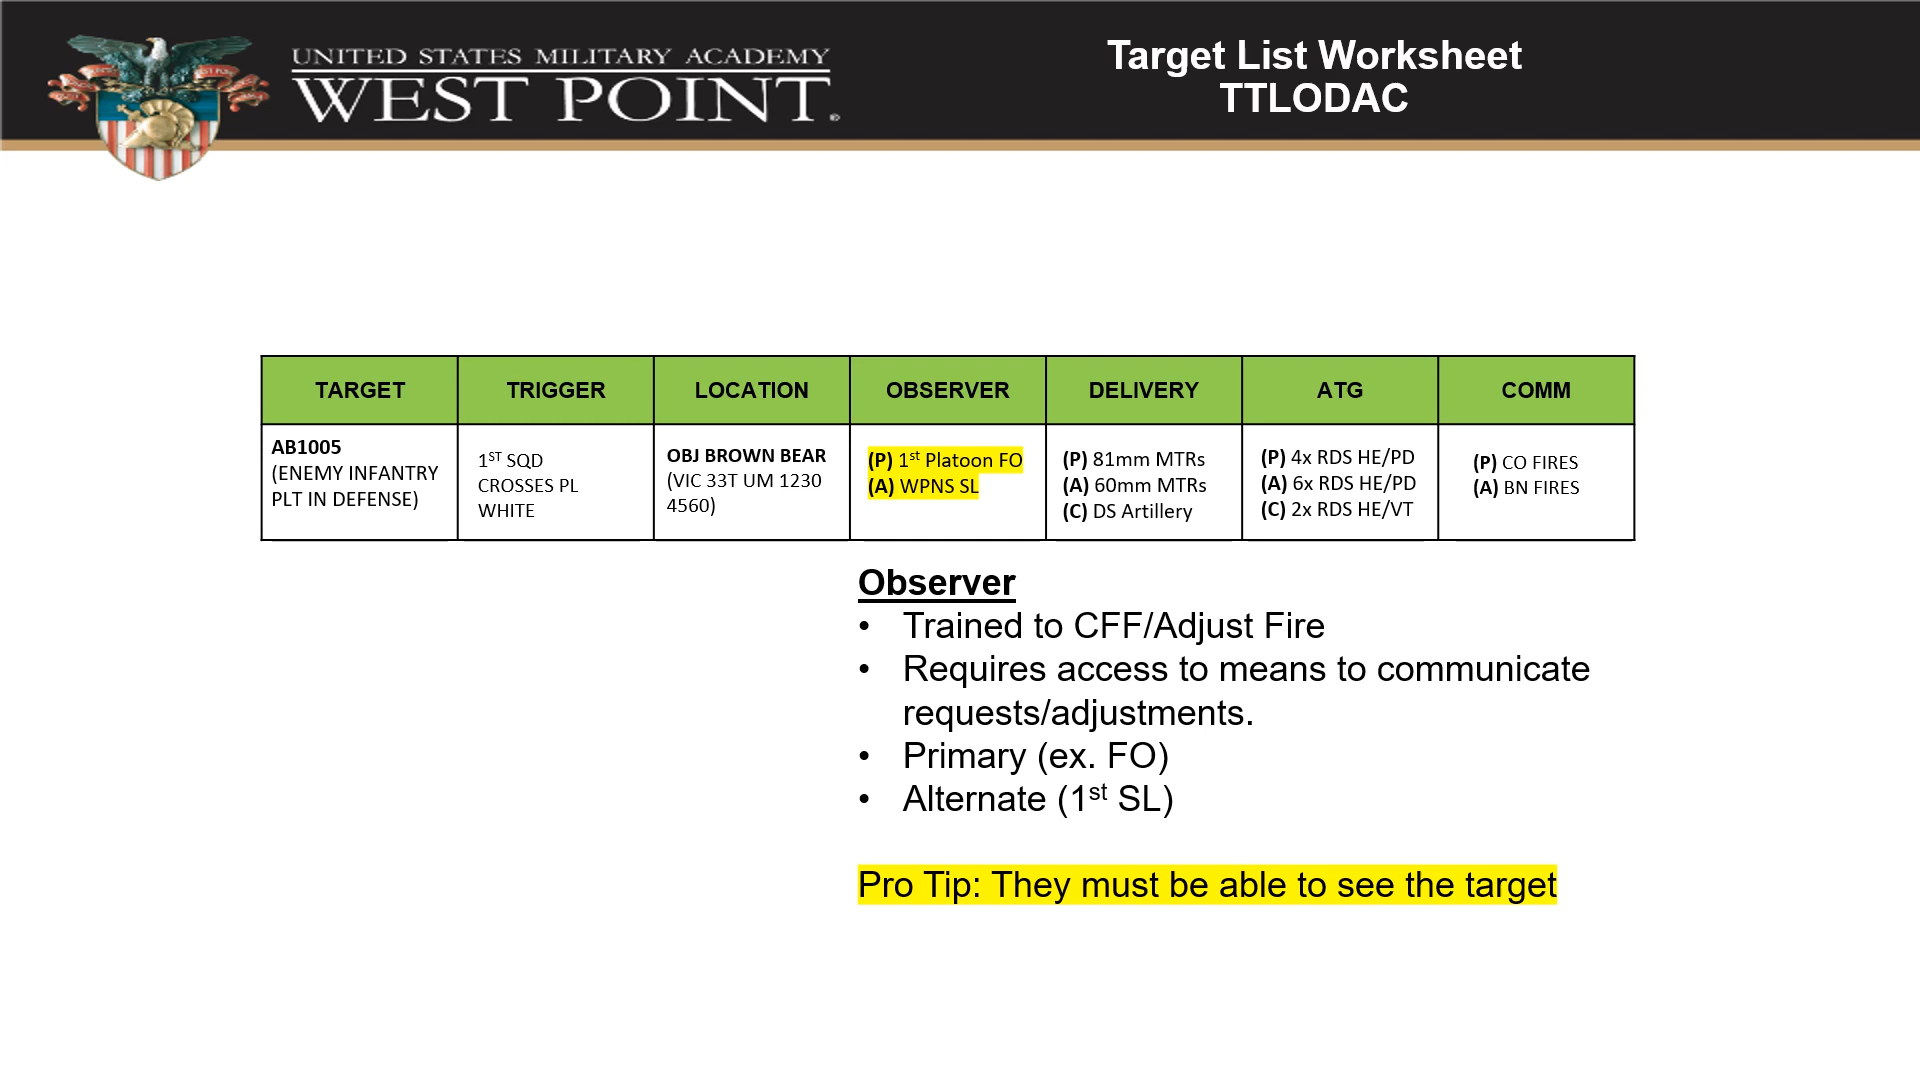 UNITED STATES MILITARY ACADEMY
WEST POINT.
Target List Worksheet
TTLODAC
TARGET TRIGGER LOCATION OBSERVER DELIVERY ATG COMM
AB1005
(ENEMY INFANTRY
PLT IN DEFENSE)
1ST SQD
CROSSES PL
WHITE
OBJ BROWN BEAR
(VIC 33T UM 1230
4560)
(P) 1st Platoon FO
(A) WPNS SL
(P) 81mm MTRs
(A) 60mm MTRs
(C) DS Artillery
(P) 4x RDS HE/PD
(A) 6x RDS HE/PD
(C) 2x RDS HE/VT
(P) CO FIRES
(A) BN FIRES
Observer
• Trained to CFF/Adjust Fire
• Requires access to means to communicate
requests/adjustments.
• Primary (ex. FO)
• Alternate (1st SL)
Pro Tip: They must be able to see the target